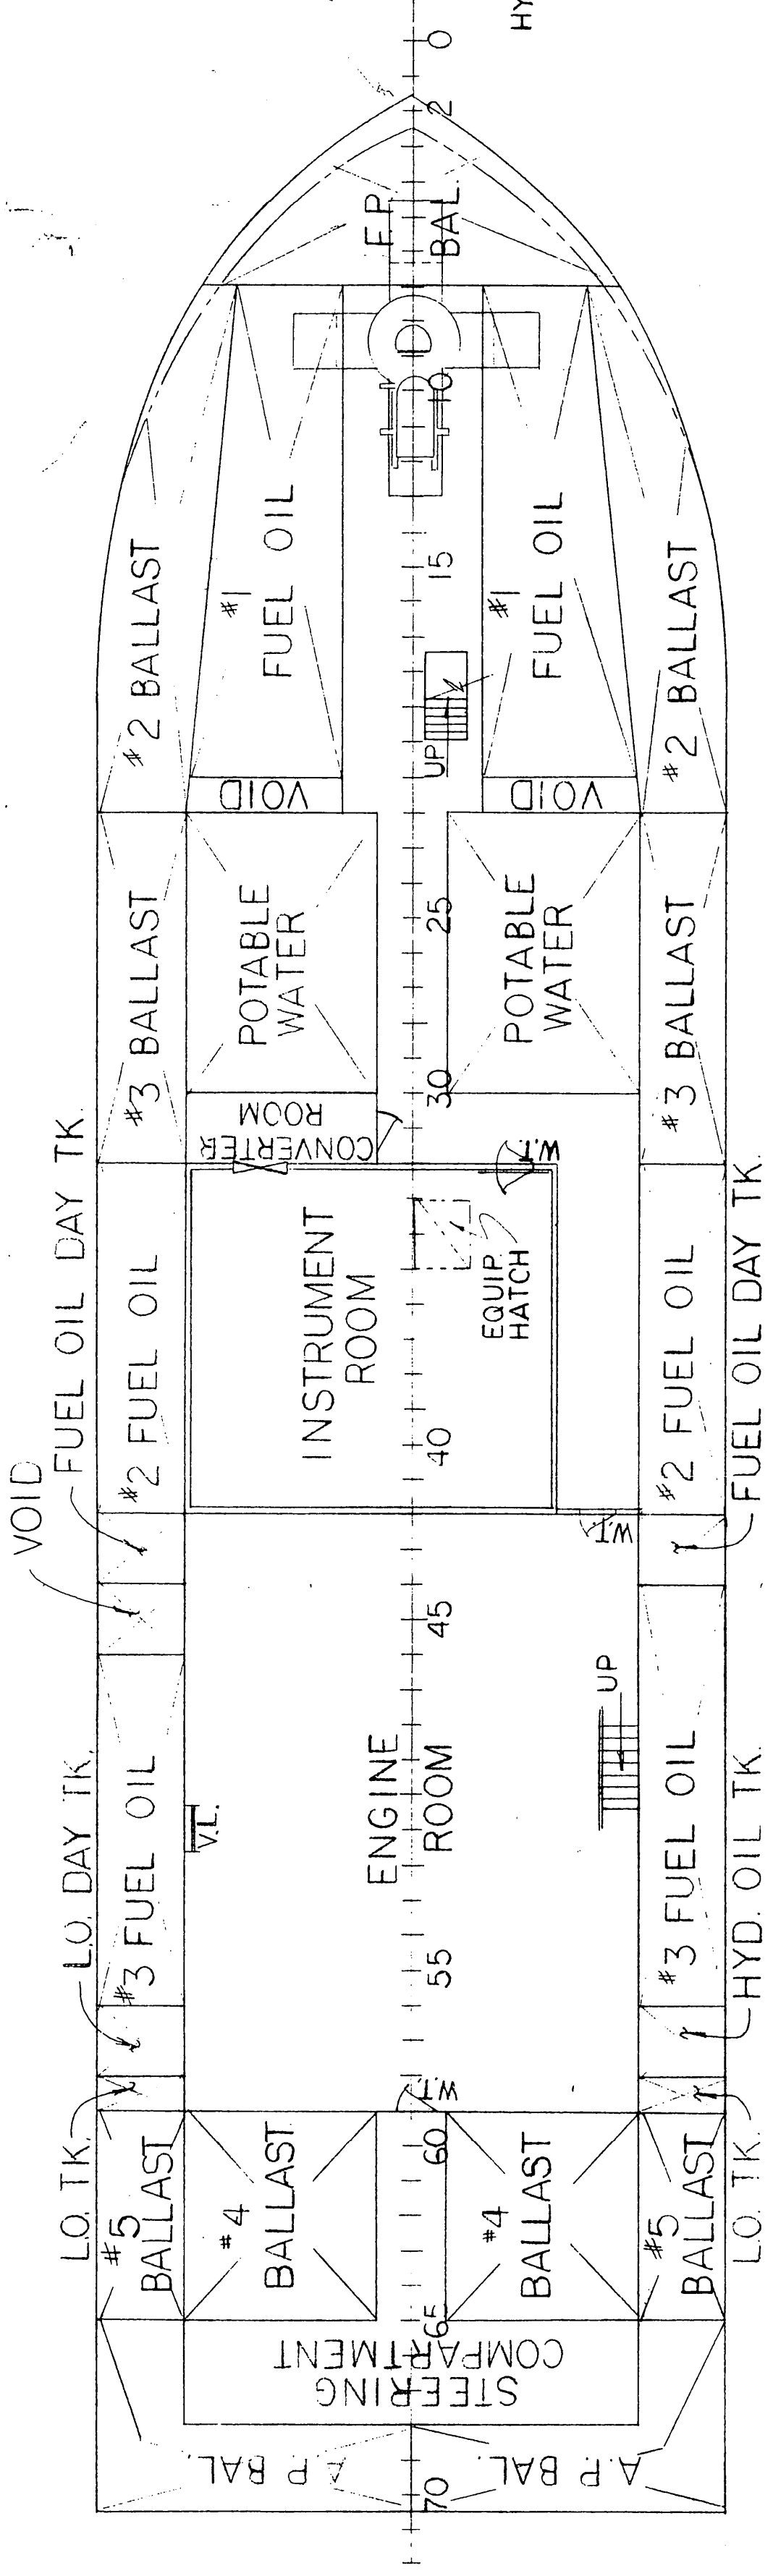 HY
0
2
F.P.
BAL.
10
#2 BALLAST
#1
FUEL OIL
15
#1
FUEL OIL
#2 BALLAST
UP
VOID
VOID
#3 BALLAST
POTABLE
WATER
25
POTABLE
WATER
#3 BALLAST
30
CONVERTER
ROOM
W.T.
FUEL OIL DAY TK.
#2 FUEL OIL
INSTRUMENT
ROOM
EQUIP
HATCH
40
#2 FUEL OIL
FUEL OIL DAY TK.
VOID
W.T.
45
UP
#3 FUEL OIL
V.L.
ENGINE
ROOM
#3 FUEL OIL
L.O. DAY TK.
55
HYD. OIL TK.
W.T.
L.O. TK.
#5
BALLAST
#4
BALLAST
60
#4
BALLAST
#5
BALLAST
L.O. TK.
65
STEERING
COMPARTMENT
A.P. BAL.
A.P. BAL.
70